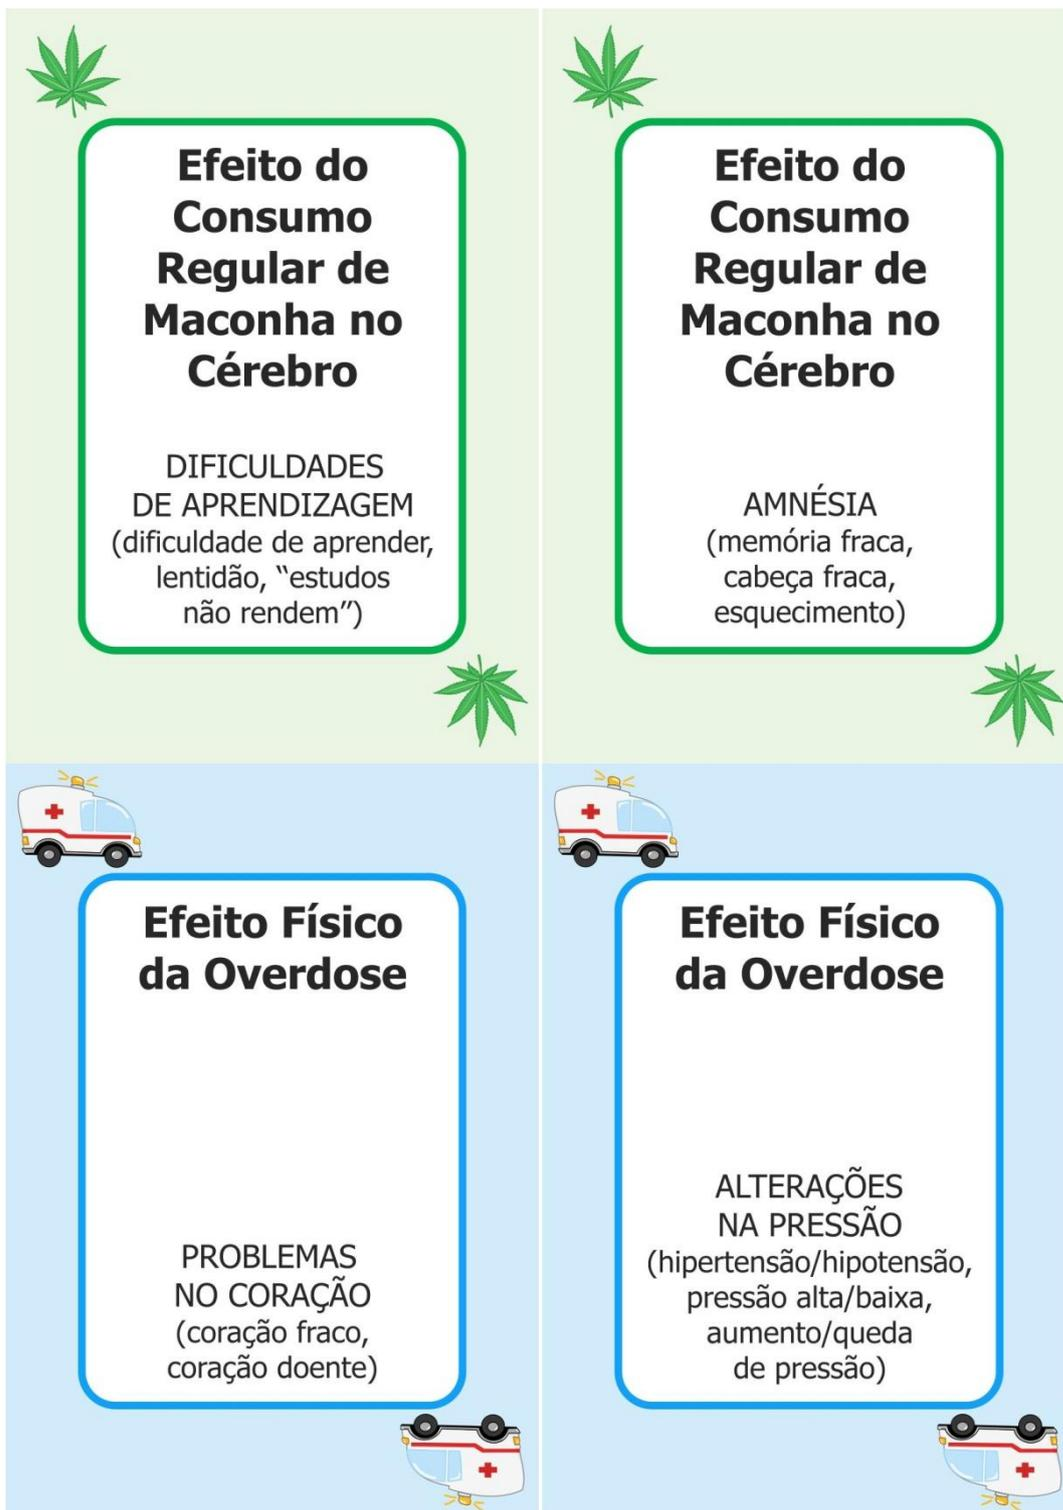 Efeito do
Consumo
Regular de
Maconha no
Cérebro
DIFICULDADES
DE APRENDIZAGEM
(dificuldade de aprender,
lentidão, “estudos
não rendem”)
Efeito do
Consumo
Regular de
Maconha no
Cérebro
AMNÉSIA
(memória fraca,
cabeça fraca,
esquecimento)
Efeito Físico
da Overdose
PROBLEMAS
NO CORAÇÃO
(coração fraco,
coração doente)
Efeito Físico
da Overdose
ALTERAÇÕES
NA PRESSÃO
(hipertensão/hipotensão,
pressão alta/baixa,
aumento/queda
de pressão)